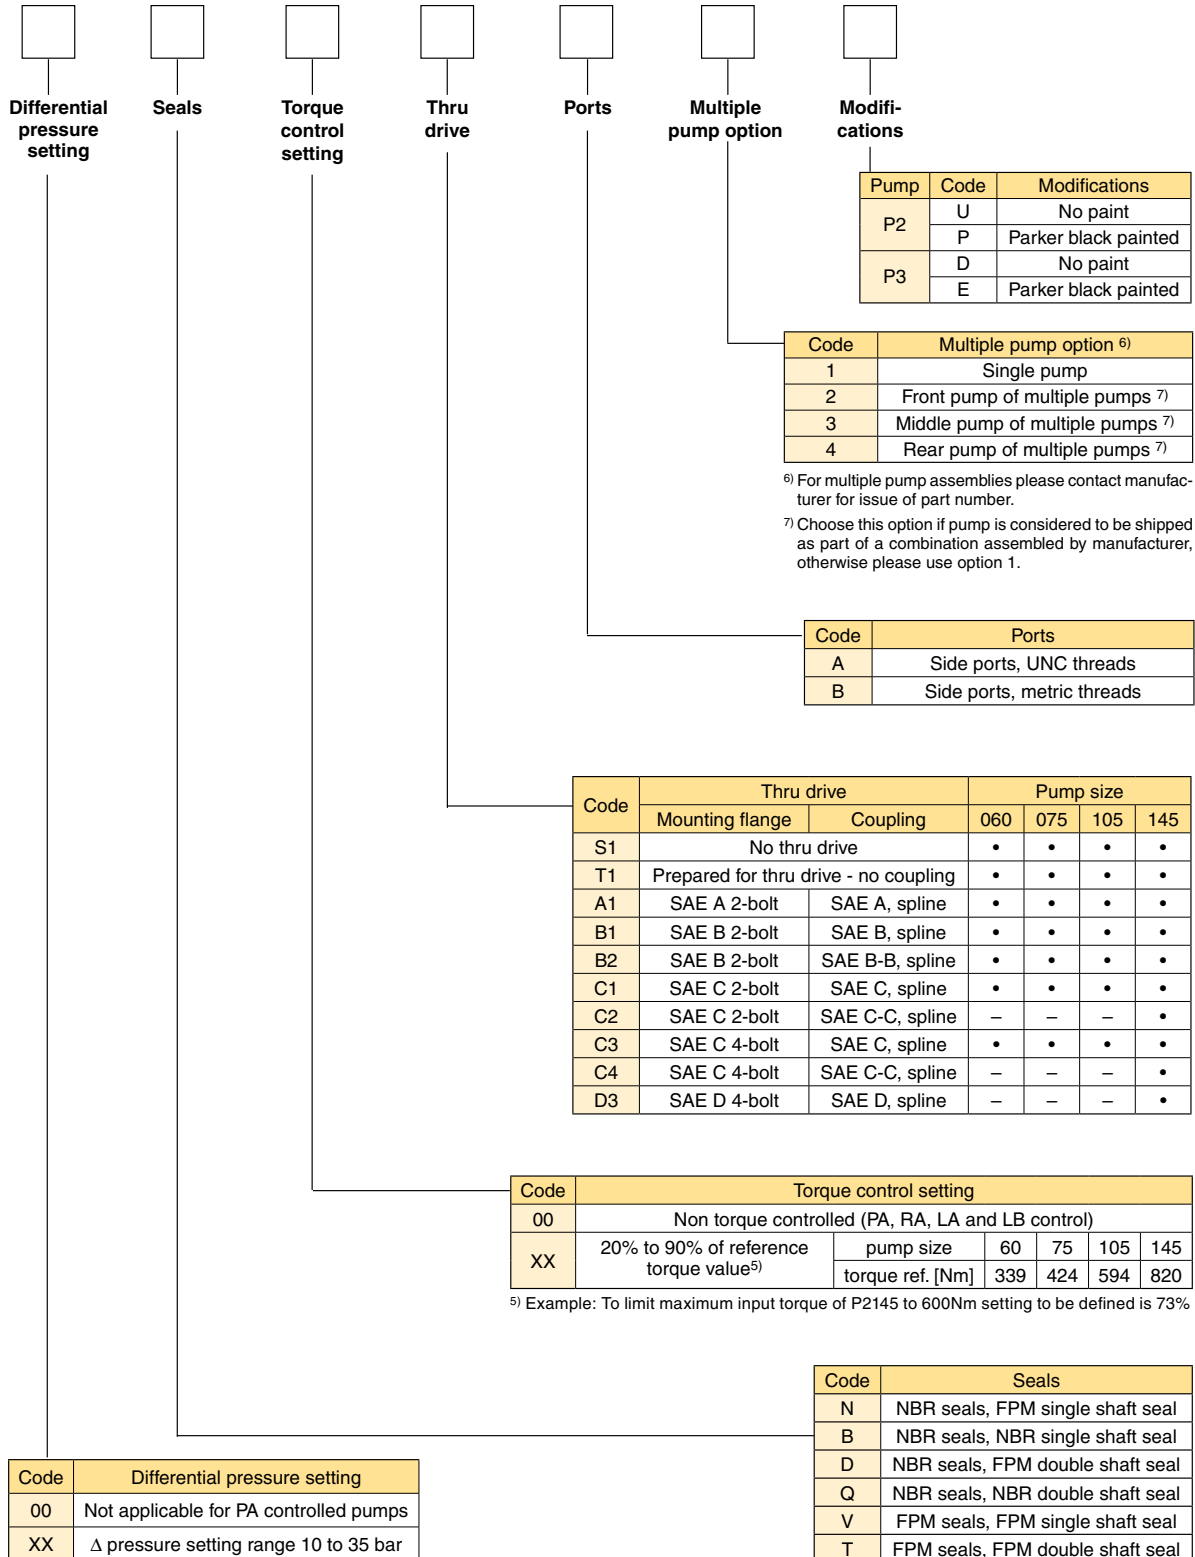 Differential pressure setting
Seals
Torque control setting
Thru drive
Ports
Multiple pump option
Modifi-cations
Pump Code Modifications
P2 U No paint
P Parker black painted
P3 D No paint
E Parker black painted
Code Multiple pump option 6)
1 Single pump
2 Front pump of multiple pumps 7)
3 Middle pump of multiple pumps 7)
4 Rear pump of multiple pumps 7)
6) For multiple pump assemblies please contact manufac-
turer for issue of part number.
7) Choose this option if pump is considered to be shipped
as part of a combination assembled by manufacturer,
otherwise please use option 1.
Code Ports
A Side ports, UNC threads
B Side ports, metric threads
Code Thru drive Pump size
Mounting flange Coupling 060 075 105 145
S1 No thru drive • • • •
T1 Prepared for thru drive - no coupling • • • •
A1 SAE A 2-bolt SAE A, spline • • • •
B1 SAE B 2-bolt SAE B, spline • • • •
B2 SAE B 2-bolt SAE B-B, spline • • • •
C1 SAE C 2-bolt SAE C, spline • • • •
C2 SAE C 2-bolt SAE C-C, spline – – – •
C3 SAE C 4-bolt SAE C, spline • • • •
C4 SAE C 4-bolt SAE C-C, spline – – – •
D3 SAE D 4-bolt SAE D, spline – – – •
Code Torque control setting
00 Non torque controlled (PA, RA, LA and LB control)
XX 20% to 90% of reference torque value5) pump size 60 75 105 145
torque ref. [Nm] 339 424 594 820
5) Example: To limit maximum input torque of P2145 to 600Nm setting to be defined is 73%
Code Seals
N NBR seals, FPM single shaft seal
B NBR seals, NBR single shaft seal
D NBR seals, FPM double shaft seal
Q NBR seals, NBR double shaft seal
V FPM seals, FPM single shaft seal
T FPM seals, FPM double shaft seal
Code Differential pressure setting
00 Not applicable for PA controlled pumps
XX Δ pressure setting range 10 to 35 bar